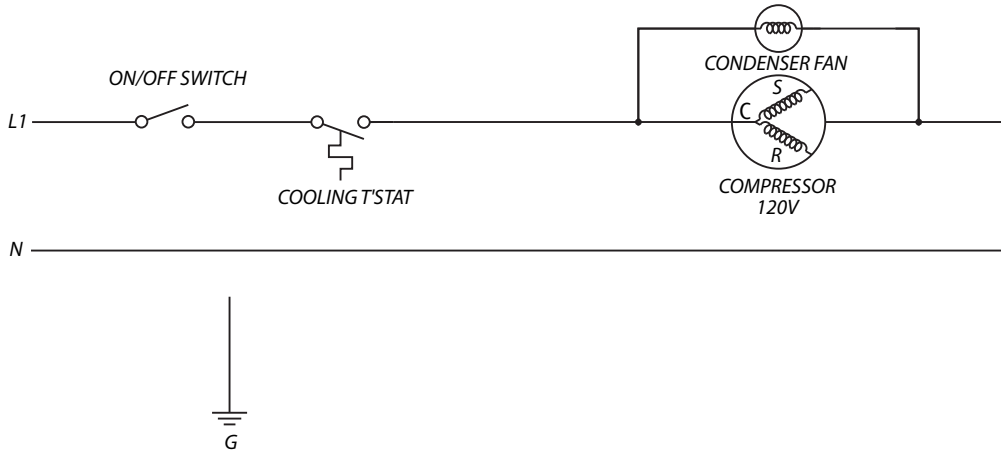 CONDENSER FAN
ON/OFF SWITCH
S
L1
C
R
COOLING T'STAT
COMPRESSOR
120V
N
G